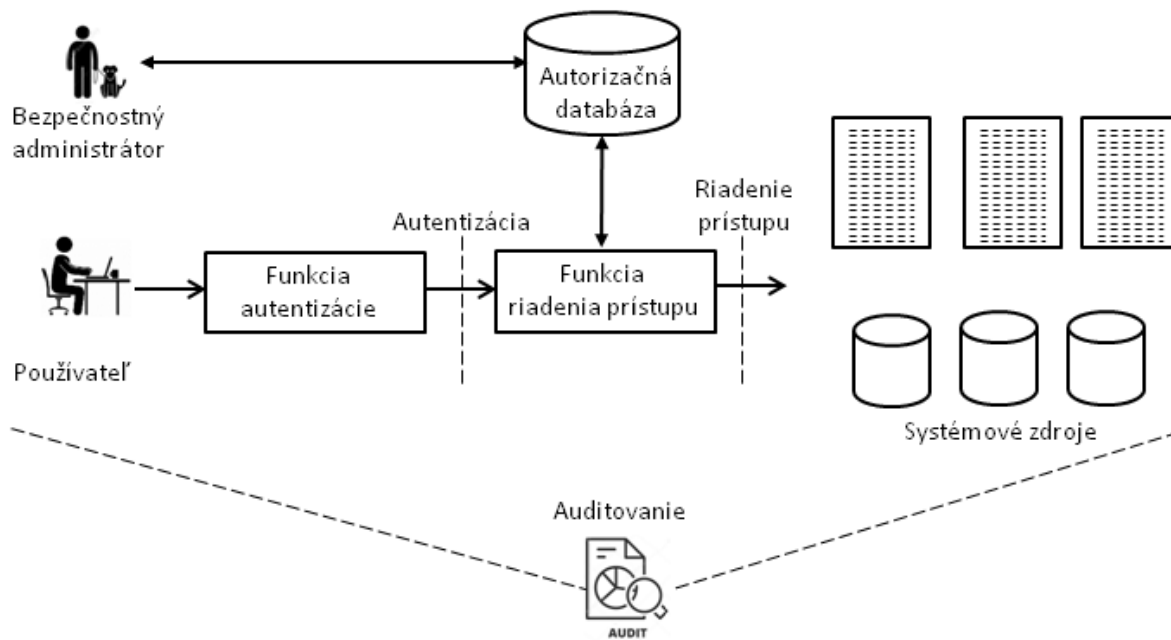 Autorizačná
databáza
Bezpečnostný
administrátor
Riadenie
prístupu
Autentizácia
Funkcia
autentizácie
Funkcia
riadenia prístupu
Používateľ
Systémové zdroje
Auditovanie
AUDIT